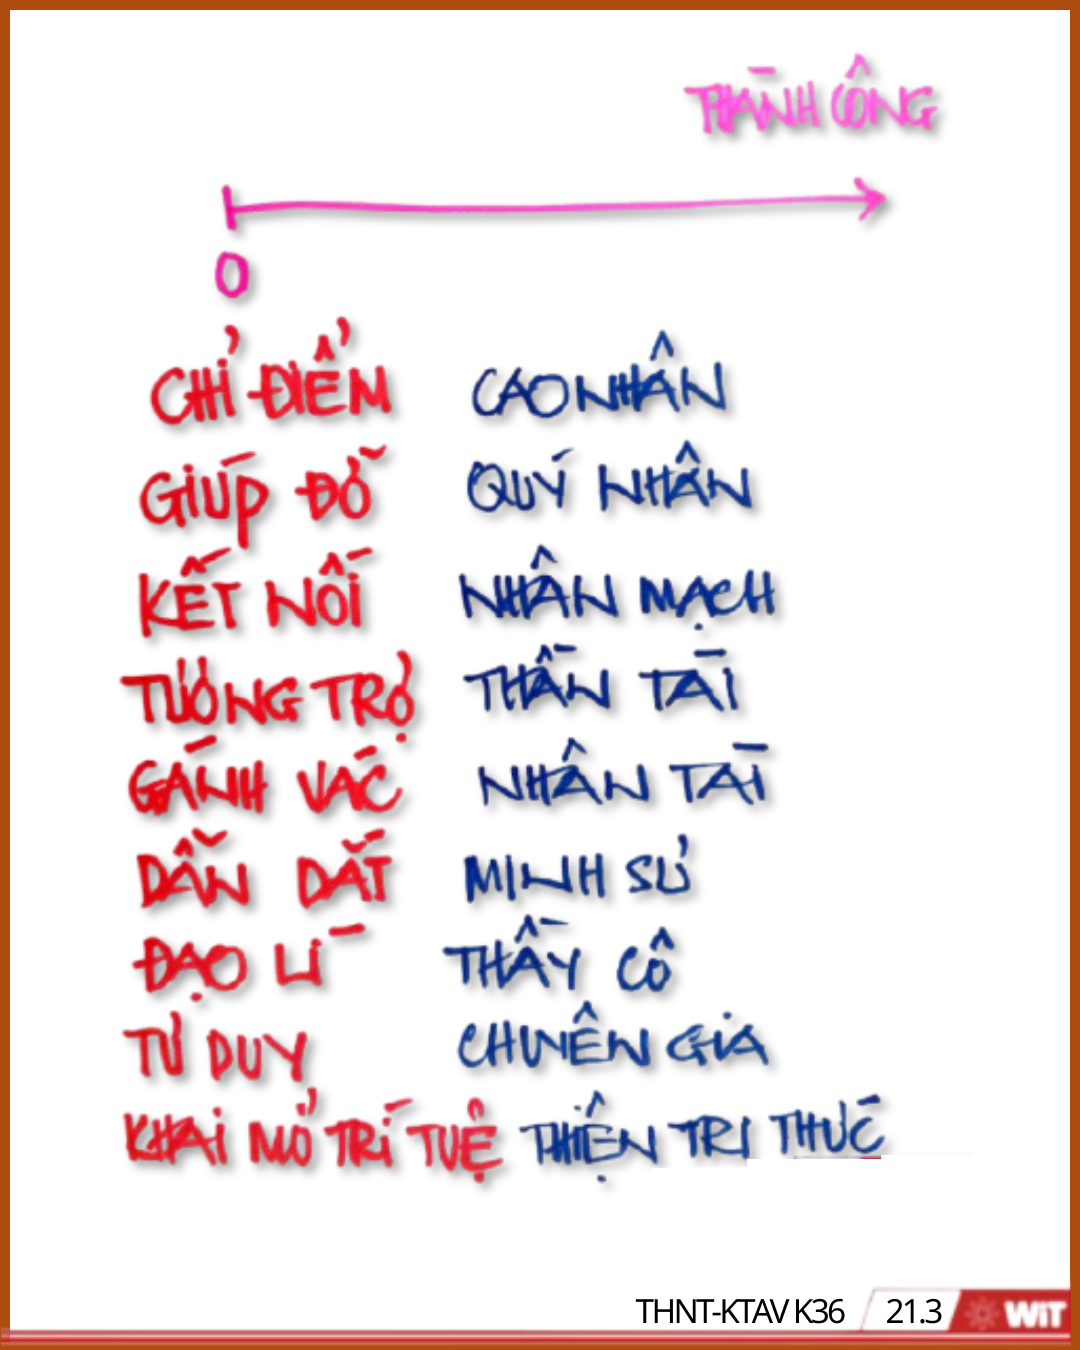 THÀNH CÔNG
0
CHỈ ĐIỂM CAO NHÂN
GIÚP ĐỠ QUÝ NHÂN
KẾT NỐI NHÂN MẠCH
TƯƠNG TRỢ THẦN TÀI
GÁNH VÁC NHÂN TÀI
DẪN DẮT MINH SƯ
ĐẠO LÍ THẦY CÔ
TƯ DUY CHUYÊN GIA
KHAI MỞ TRÍ TUỆ THIỆN TRI THỨC
THNT-KTAV K36 21.3 WiT